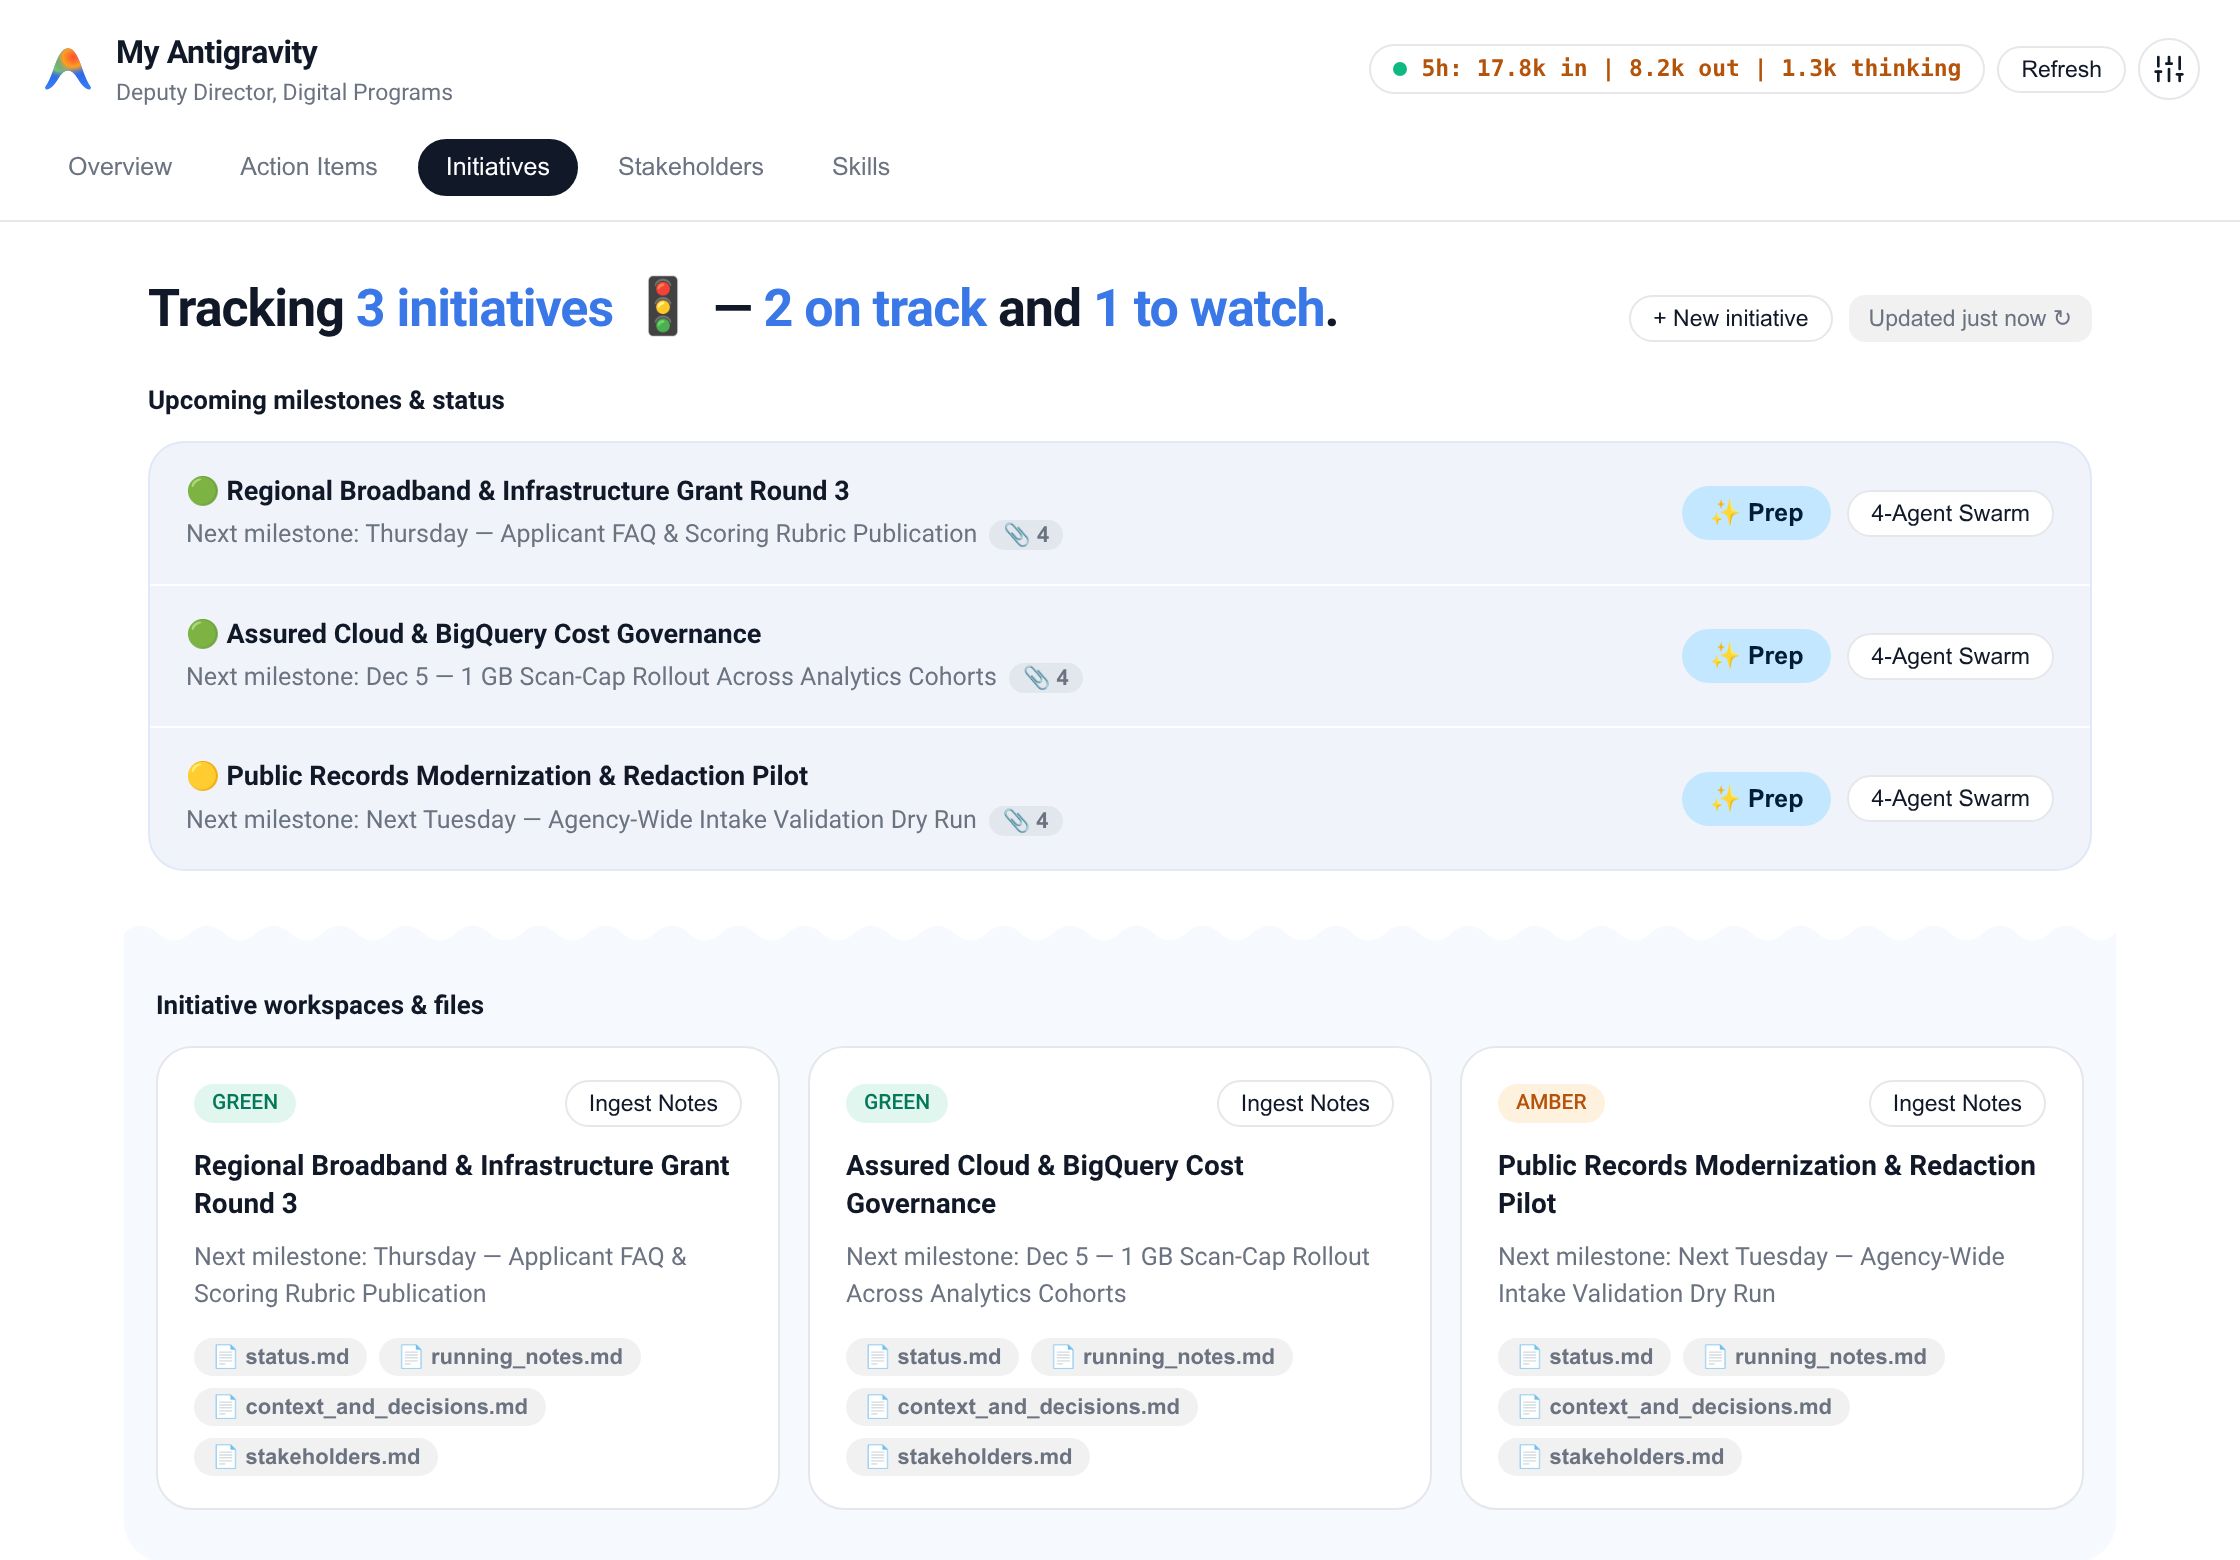 My Antigravity
Deputy Director, Digital Programs
5h: 17.8k in | 8.2k out | 1.3k thinking
Refresh
Overview
Action Items
Initiatives
Stakeholders
Skills
Tracking 3 initiatives 🚦 — 2 on track and 1 to watch.
+ New initiative
Updated just now ↻
Upcoming milestones & status
🟢 Regional Broadband & Infrastructure Grant Round 3
Next milestone: Thursday — Applicant FAQ & Scoring Rubric Publication 📎 4
✨ Prep
4-Agent Swarm
🟢 Assured Cloud & BigQuery Cost Governance
Next milestone: Dec 5 — 1 GB Scan-Cap Rollout Across Analytics Cohorts 📎 4
✨ Prep
4-Agent Swarm
🟡 Public Records Modernization & Redaction Pilot
Next milestone: Next Tuesday — Agency-Wide Intake Validation Dry Run 📎 4
✨ Prep
4-Agent Swarm
Initiative workspaces & files
GREEN
Ingest Notes
Regional Broadband & Infrastructure Grant
Round 3
Next milestone: Thursday — Applicant FAQ &
Scoring Rubric Publication
📄 status.md
📄 running_notes.md
📄 context_and_decisions.md
📄 stakeholders.md
GREEN
Ingest Notes
Assured Cloud & BigQuery Cost
Governance
Next milestone: Dec 5 — 1 GB Scan-Cap Rollout
Across Analytics Cohorts
📄 status.md
📄 running_notes.md
📄 context_and_decisions.md
📄 stakeholders.md
AMBER
Ingest Notes
Public Records Modernization & Redaction
Pilot
Next milestone: Next Tuesday — Agency-Wide
Intake Validation Dry Run
📄 status.md
📄 running_notes.md
📄 context_and_decisions.md
📄 stakeholders.md